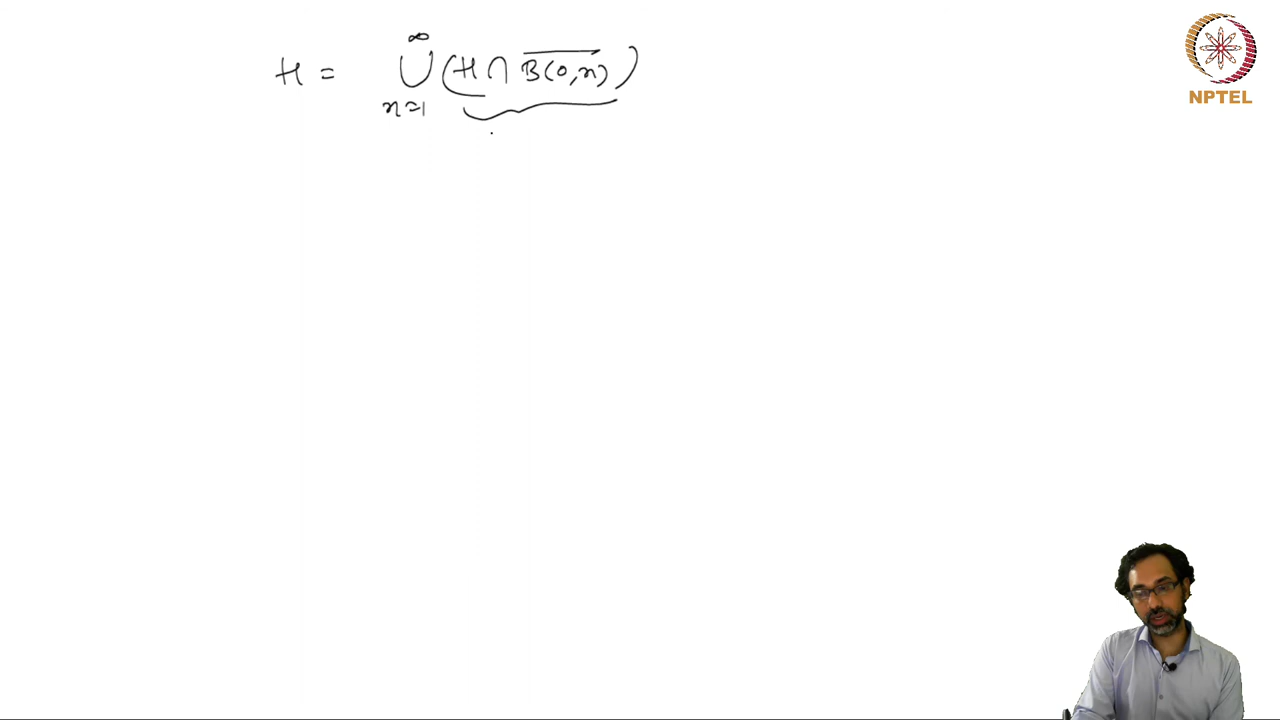 H = ∞⋃n=1 (H ∩ \overline{B(0,n)})
NPTEL